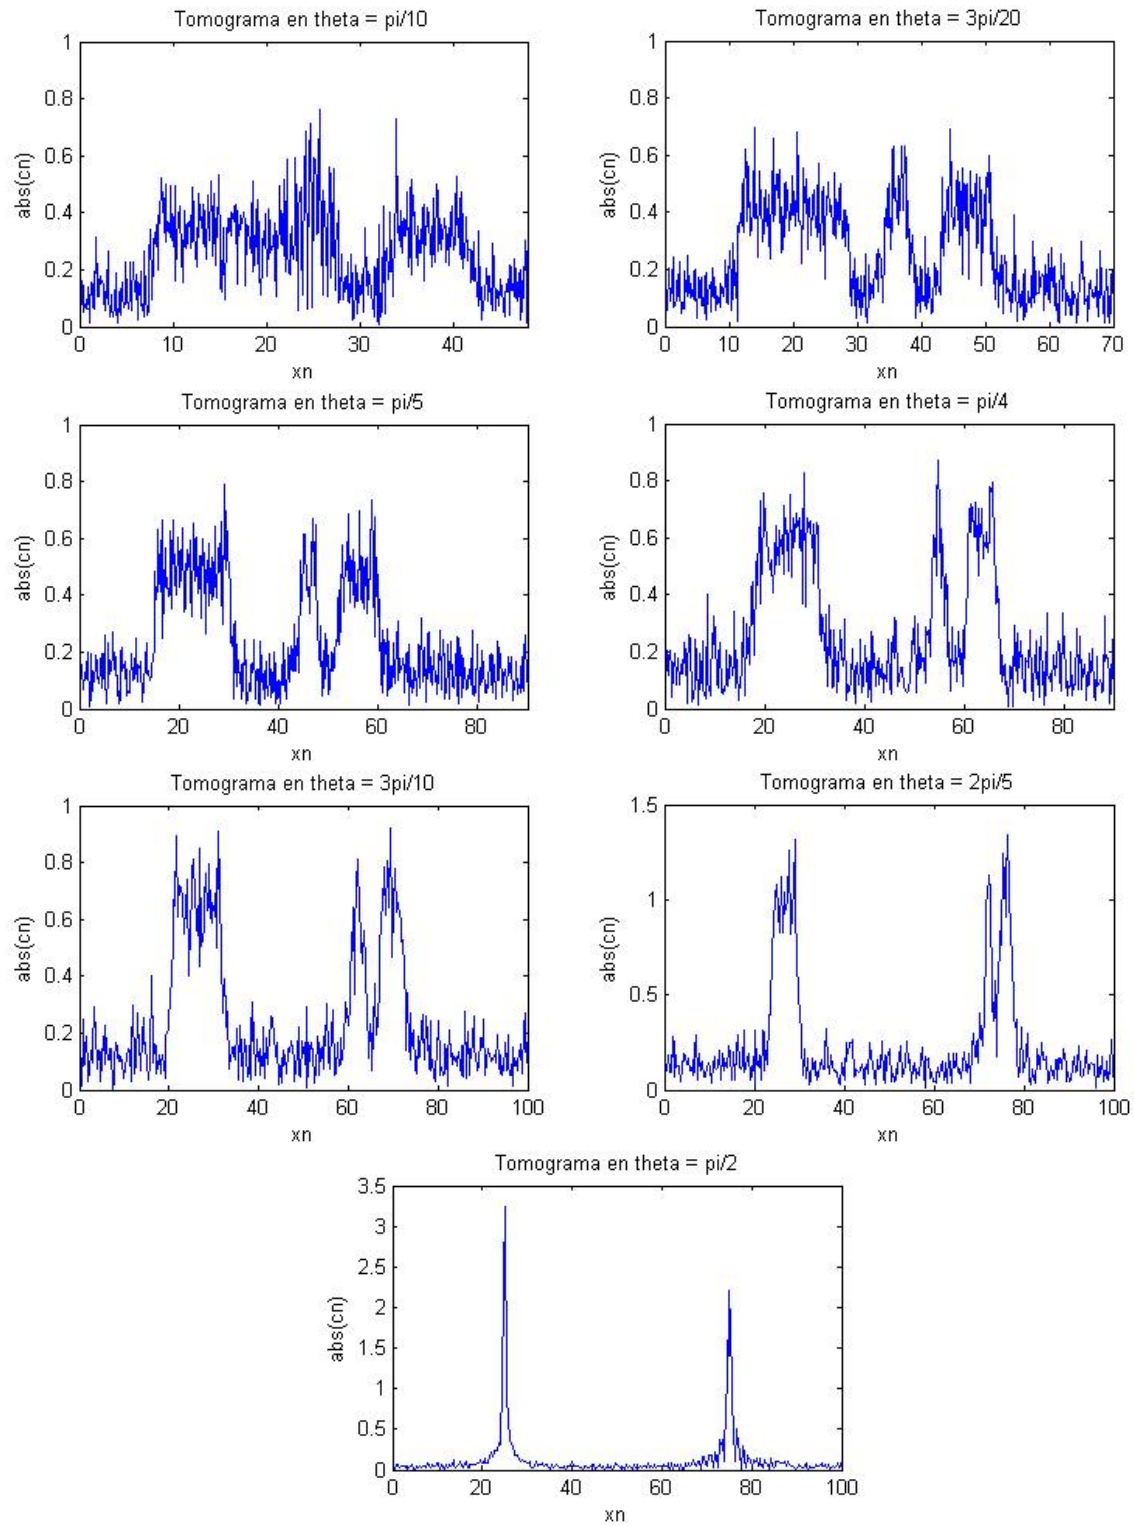 Tomograma en theta = pi/10
1
0.8
0.6
0.4
0.2
0
abs(cn)
0 10 20 30 40
xn
Tomograma en theta = 3pi/20
1
0.8
0.6
0.4
0.2
0
abs(cn)
0 10 20 30 40 50 60 70
xn
Tomograma en theta = pi/5
1
0.8
0.6
0.4
0.2
0
abs(cn)
0 20 40 60 80
xn
Tomograma en theta = pi/4
1
0.8
0.6
0.4
0.2
0
abs(cn)
0 20 40 60 80
xn
Tomograma en theta = 3pi/10
1
0.8
0.6
0.4
0.2
0
abs(cn)
0 20 40 60 80 100
xn
Tomograma en theta = 2pi/5
1.5
1
0.5
0
abs(cn)
0 20 40 60 80 100
xn
Tomograma en theta = pi/2
3.5
3
2.5
2
1.5
1
0.5
0
abs(cn)
0 20 40 60 80 100
xn